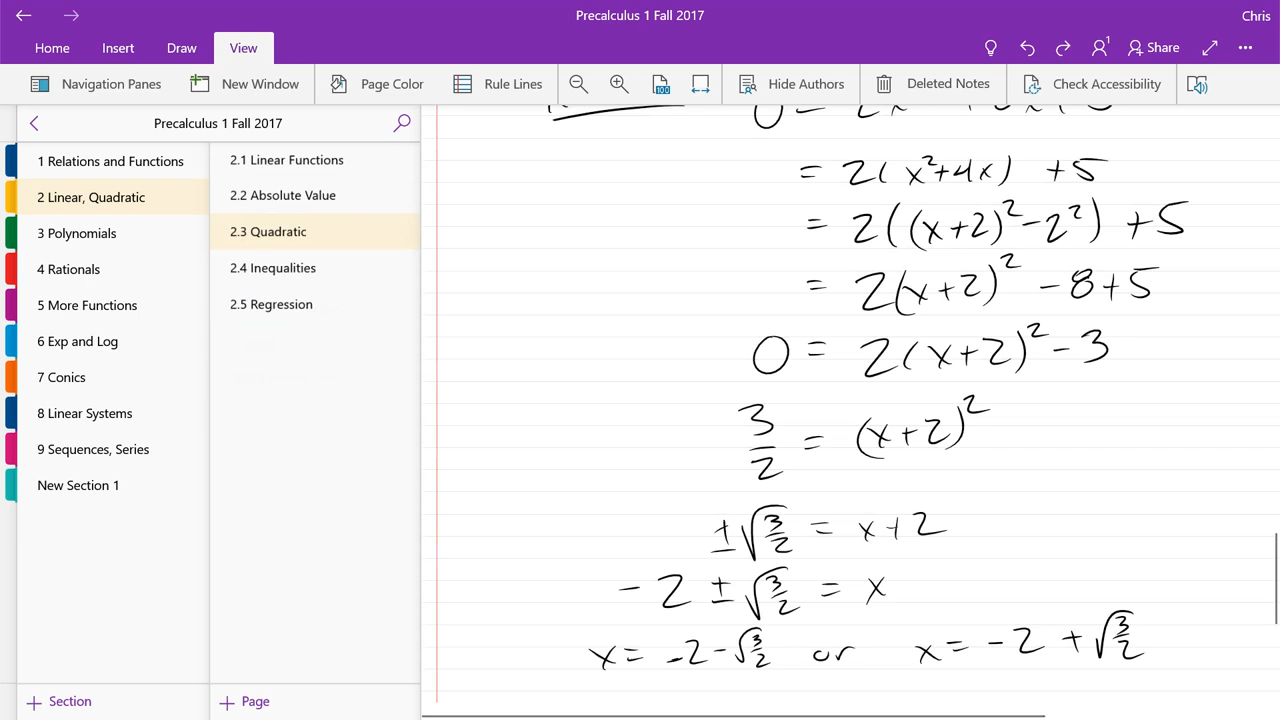 Precalculus 1 Fall 2017
Chris
Home Insert Draw View
1 Share
Navigation Panes New Window Page Color Rule Lines 100 Hide Authors Deleted Notes Check Accessibility
Precalculus 1 Fall 2017
1 Relations and Functions
2 Linear, Quadratic
3 Polynomials
4 Rationals
5 More Functions
6 Exp and Log
7 Conics
8 Linear Systems
9 Sequences, Series
New Section 1
+ Section
2.1 Linear Functions
2.2 Absolute Value
2.3 Quadratic
2.4 Inequalities
2.5 Regression
+ Page
= 2(x²+4x) +5
= 2((x+2)²-2²) +5
= 2(x+2)² -8+5
0 = 2(x+2)²-3
3/2 = (x+2)²
±√(3/2) = x+2
-2 ±√(3/2) = x
x= -2-√(3/2) or x= -2 +√(3/2)